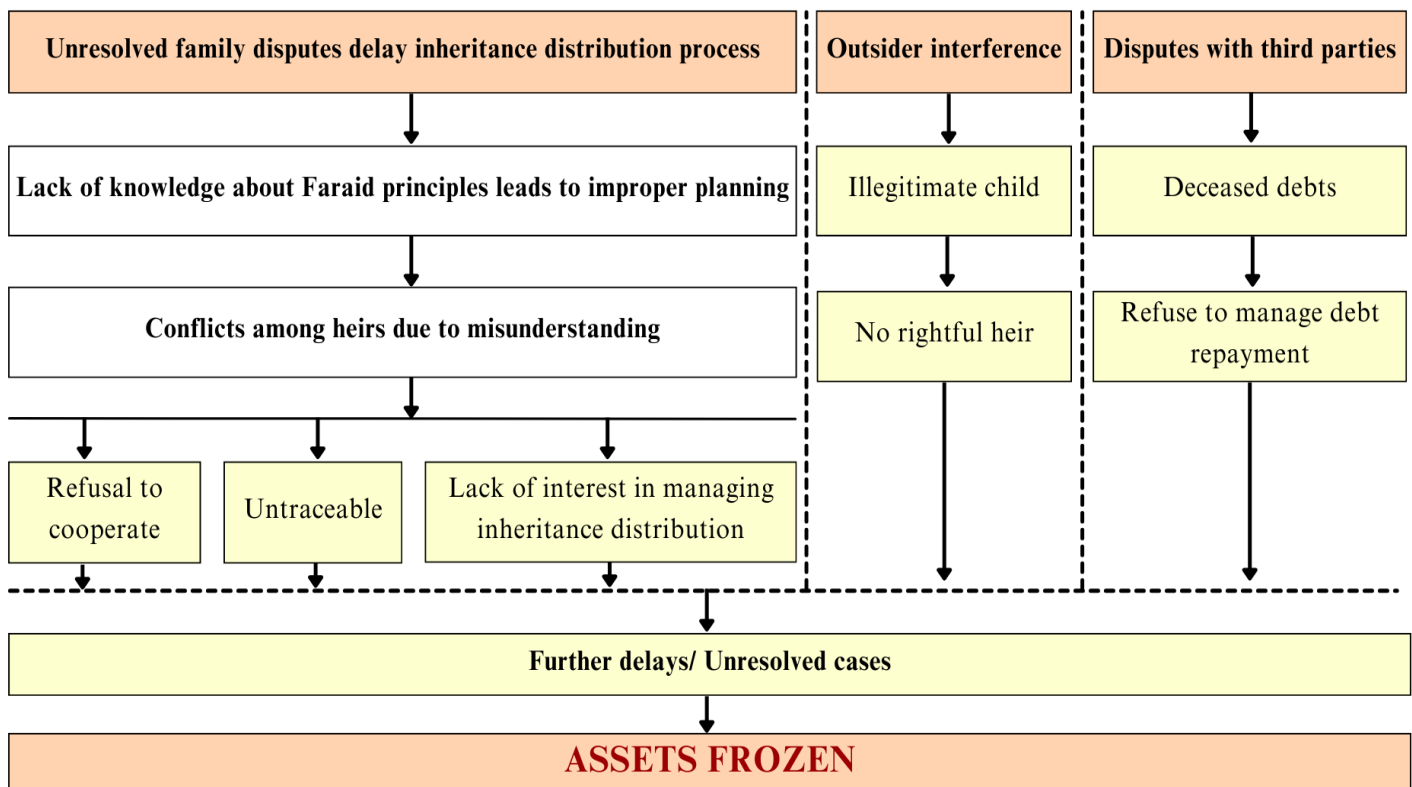 Unresolved family disputes delay inheritance distribution process
Outsider interference
Disputes with third parties
Lack of knowledge about Faraid principles leads to improper planning
Illegitimate child
Deceased debts
Conflicts among heirs due to misunderstanding
No rightful heir
Refuse to manage debt
repayment
Refusal to
cooperate
Untraceable
Lack of interest in managing
inheritance distribution
Further delays/ Unresolved cases
ASSETS FROZEN